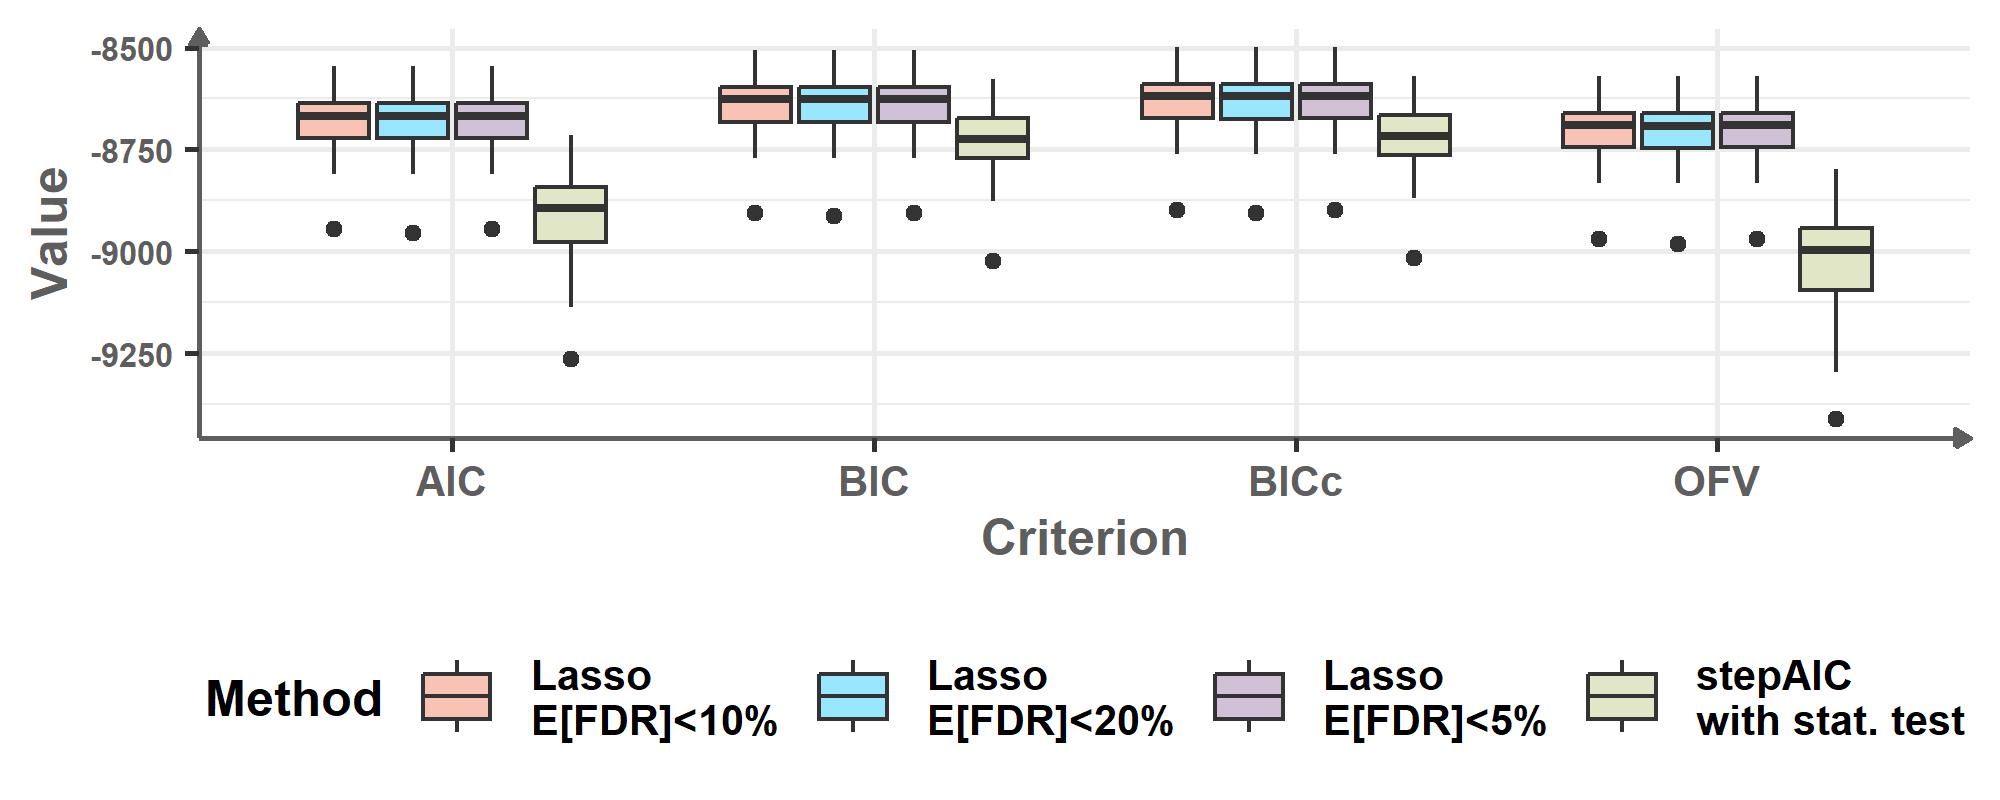 -8500
-8750
-9000
-9250
Value
AIC
BIC
BICc
OFV
Criterion
Method
Lasso
E[FDR]<10%
Lasso
E[FDR]<20%
Lasso
E[FDR]<5%
stepAIC
with stat. test